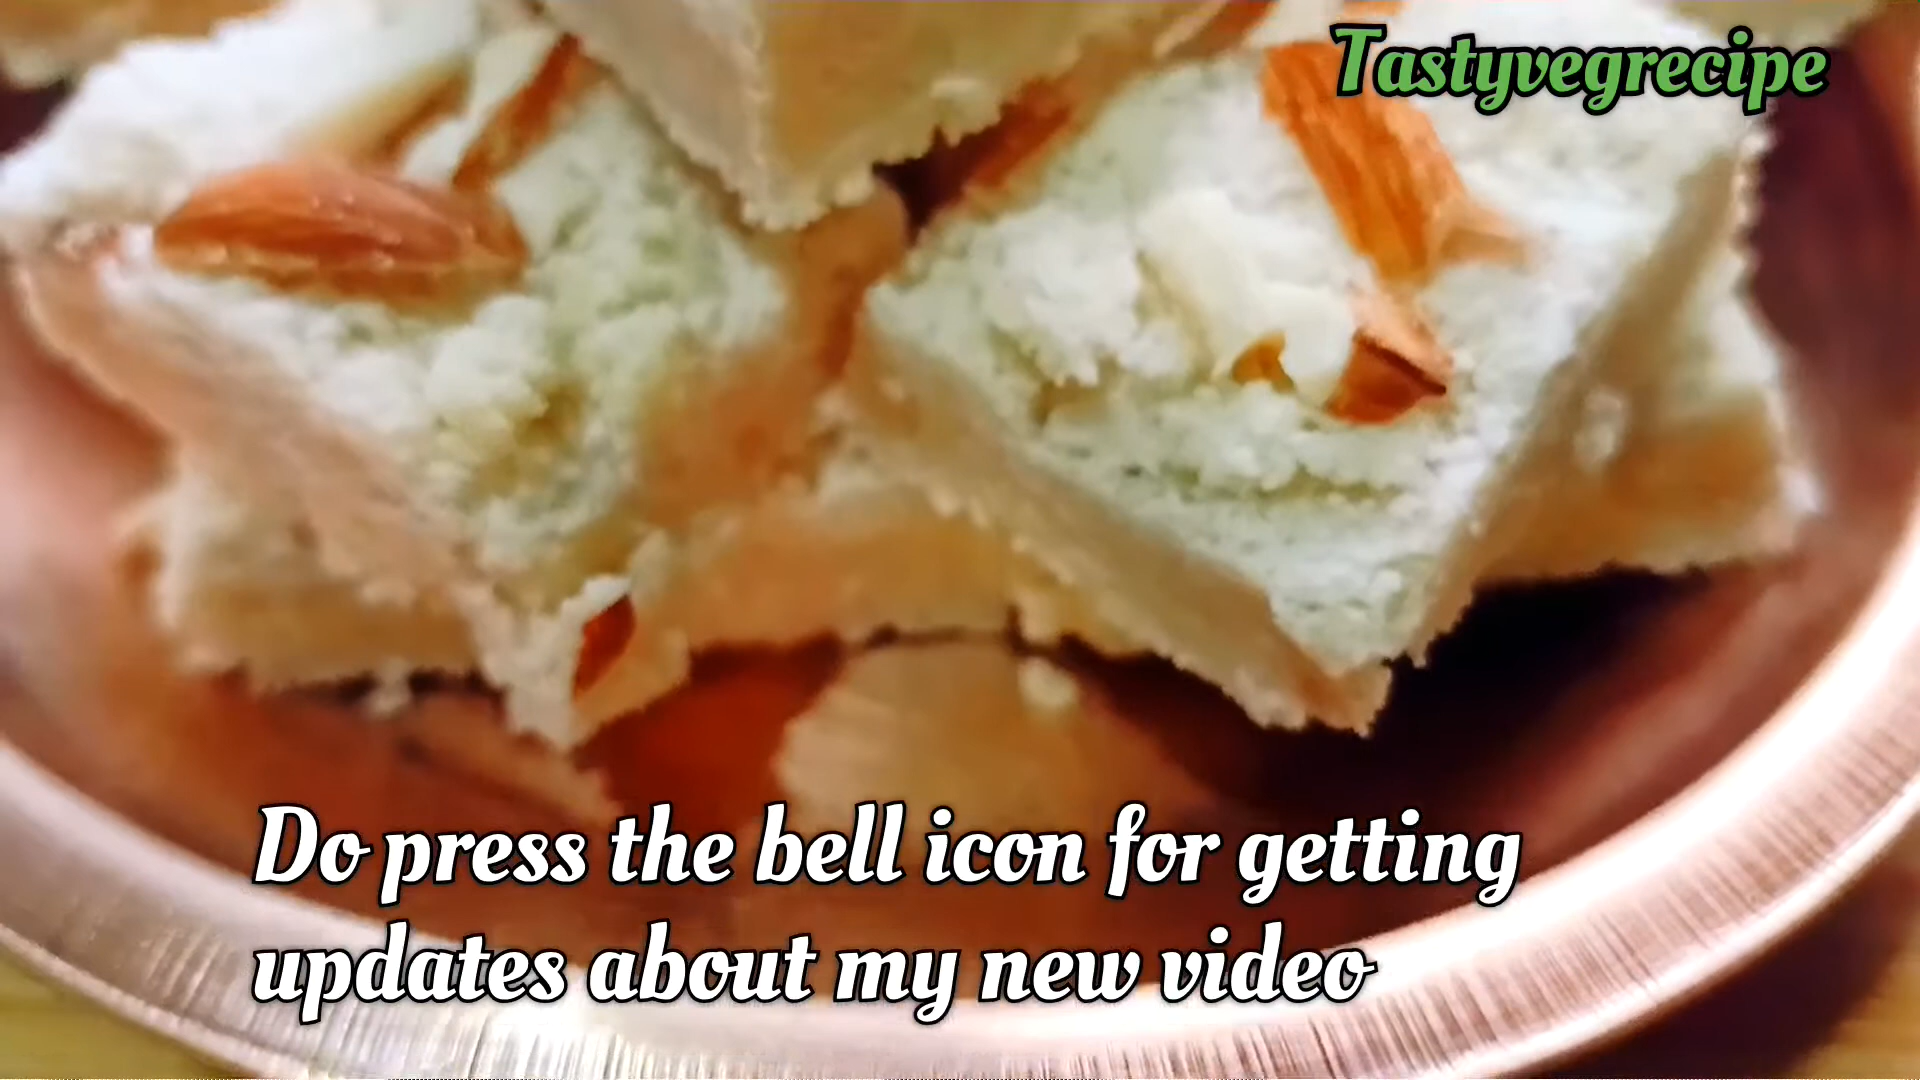 Tastyvegrecipe
Do press the bell icon for getting
updates about my new video